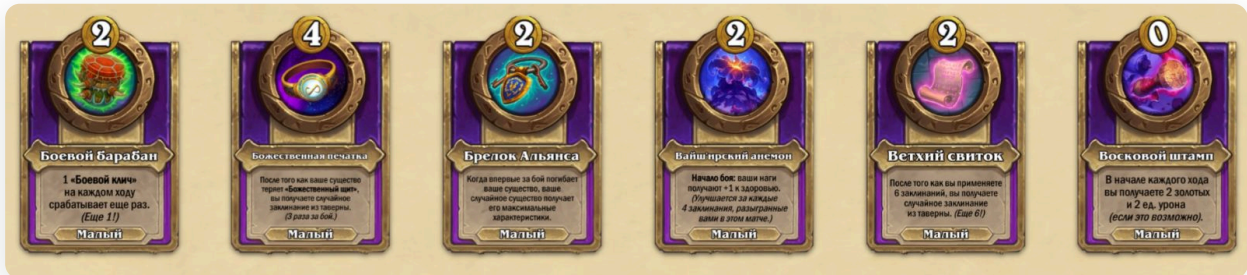 2
Боевой барабан
1 «Боевой клич»
на каждом ходу
срабатывает еще раз.
(Еще 1!)
Малый
4
Божественная печатка
После того как ваше существо
теряет «Божественный щит»,
вы получаете случайное
заклинание из таверны.
(3 раза за бой.)
Малый
2
Брелок Альянса
Когда впервые за бой погибает
ваше существо, ваше
случайное существо получает
его максимальные
характеристики.
Малый
2
Вайш'ирский анемон
Начало боя: ваши наги
получают +1 к здоровью.
(Улучшается за каждые
4 заклинания, разыгранные
вами в этом матче.)
Малый
2
Ветхий свиток
После того как вы применяете
6 заклинаний, вы получаете
случайное заклинание
из таверны. (Еще 6!)
Малый
0
Восковой штамп
В начале каждого хода
вы получаете 2 золотых
и 2 ед. урона
(если это возможно).
Малый